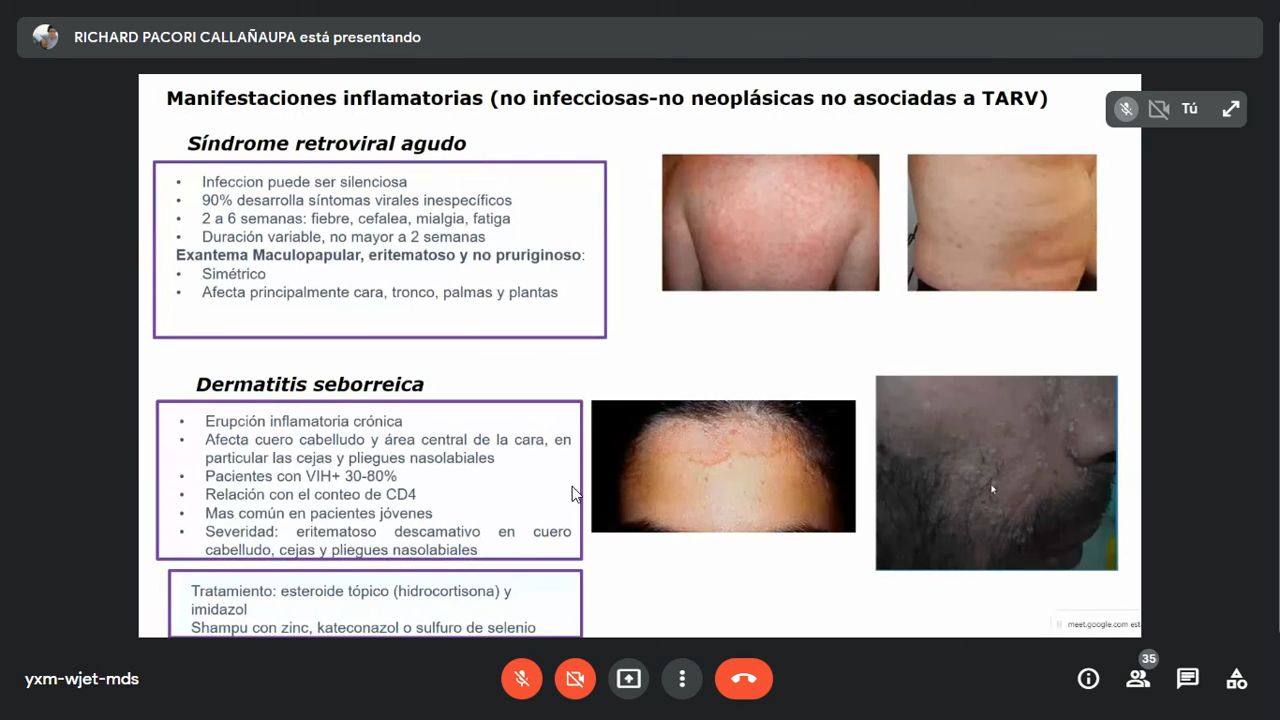 RICHARD PACORI CALLAÑAUPA está presentando
Manifestaciones inflamatorias (no infecciosas-no neoplásicas no asociadas a TARV)
Tú
Síndrome retroviral agudo
• Infeccion puede ser silenciosa
• 90% desarrolla síntomas virales inespecíficos
• 2 a 6 semanas: fiebre, cefalea, mialgia, fatiga
• Duración variable, no mayor a 2 semanas
Exantema Maculopapular, eritematoso y no pruriginoso:
• Simétrico
• Afecta principalmente cara, tronco, palmas y plantas
Dermatitis seborreica
• Erupción inflamatoria crónica
• Afecta cuero cabelludo y área central de la cara, en
particular las cejas y pliegues nasolabiales
• Pacientes con VIH+ 30-80%
• Relación con el conteo de CD4
• Mas común en pacientes jóvenes
• Severidad: eritematoso descamativo en cuero
cabelludo, cejas y pliegues nasolabiales
Tratamiento: esteroide tópico (hidrocortisona) y
imidazol
Shampu con zinc, kateconazol o sulfuro de selenio
meet.google.com est
yxm-wjet-mds
35